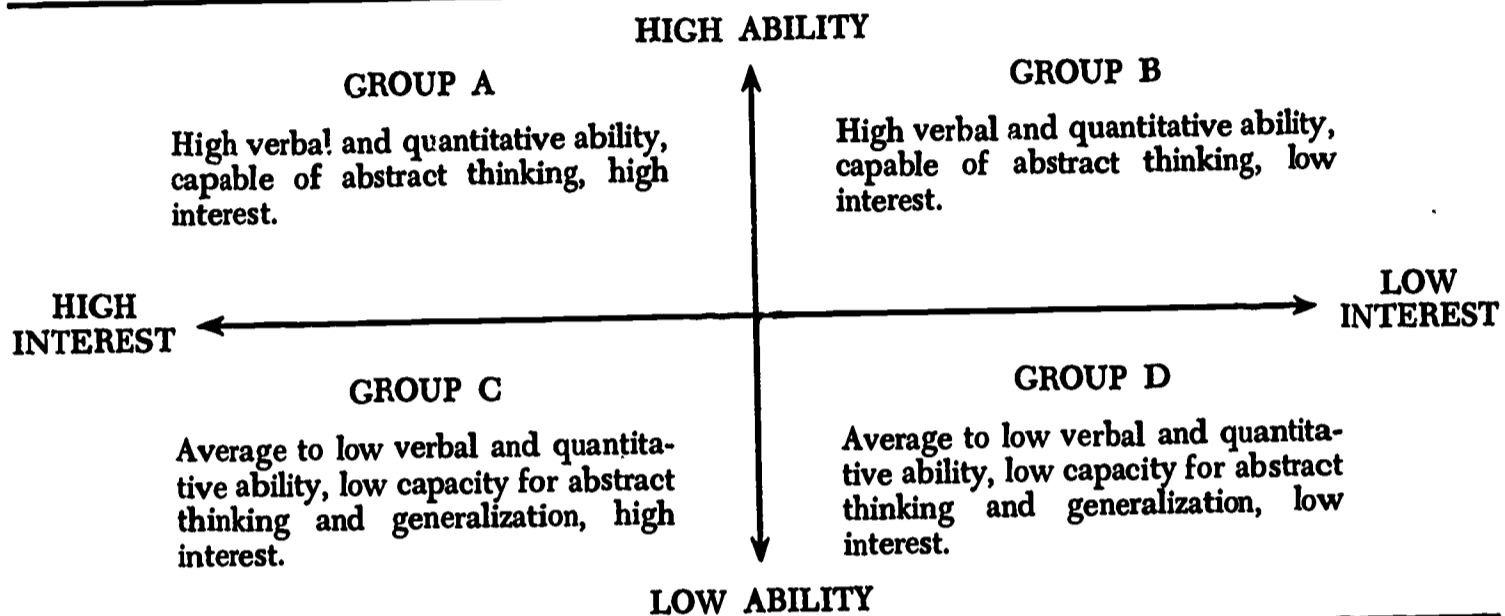 HIGH ABILITY
GROUP A
High verbal and quantitative ability,
capable of abstract thinking, high
interest.
GROUP B
High verbal and quantitative ability,
capable of abstract thinking, low
interest.
HIGH
INTEREST
LOW
INTEREST
GROUP C
Average to low verbal and quantita-
tive ability, low capacity for abstract
thinking and generalization, high
interest.
GROUP D
Average to low verbal and quantita-
tive ability, low capacity for abstract
thinking and generalization, low
interest.
LOW ABILITY